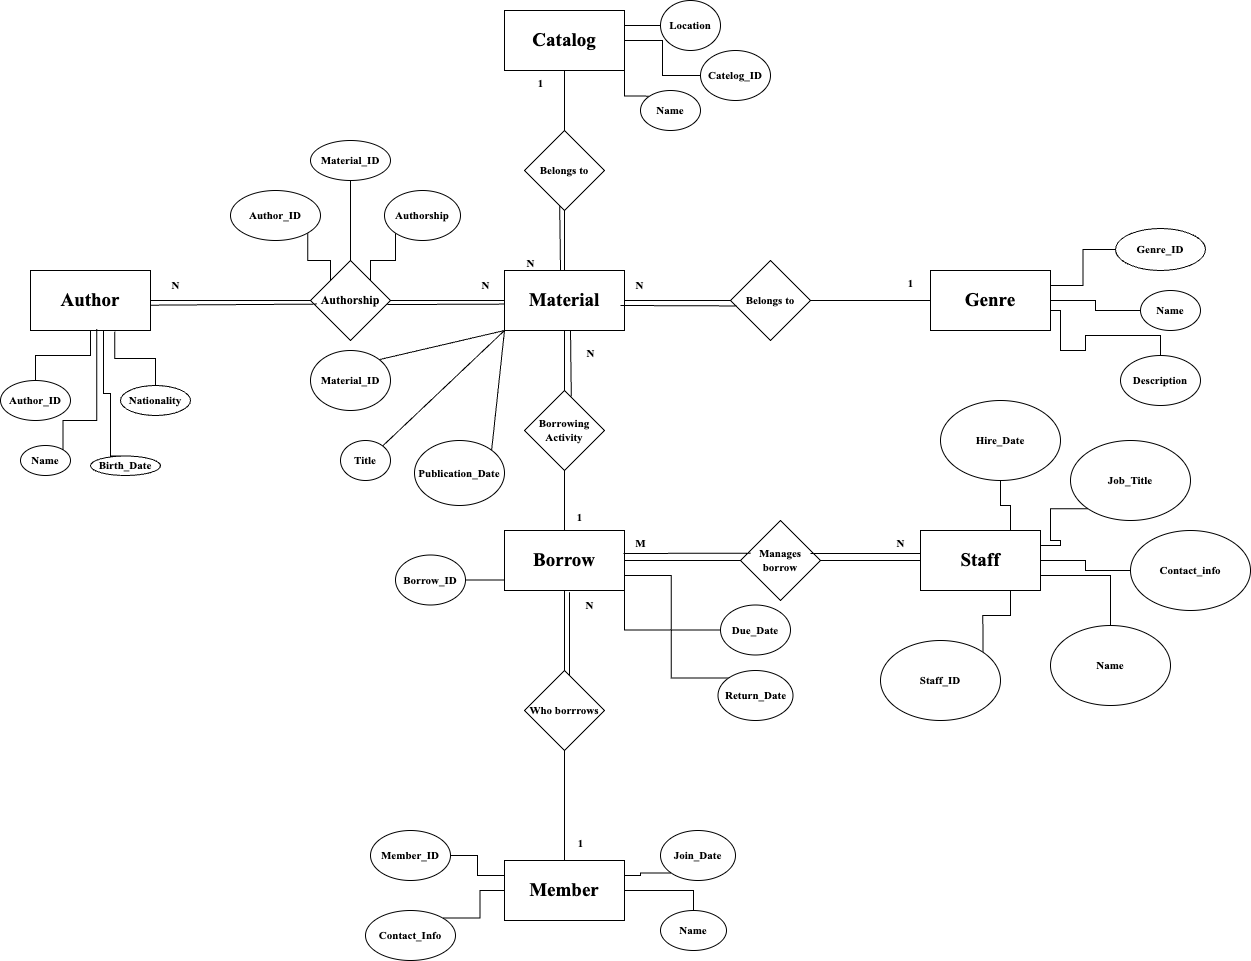 Location
Catalog
Catelog_ID
1
Name
Material_ID
Belongs to
Author_ID
Authorship
Genre_ID
N
N
N
N
1
Author
Authorship
Material
Belongs to
Genre
Name
N
Material_ID
Description
Author_ID
Nationality
Borrowing
Activity
Hire_Date
Name
Birth_Date
Title
Publication_Date
Job_Title
1
M
N
Borrow
Manages
borrow
Staff
Contact_info
Borrow_ID
N
Due_Date
Name
Staff_ID
Return_Date
Who borrrows
1
Member_ID
Join_Date
Member
Contact_Info
Name